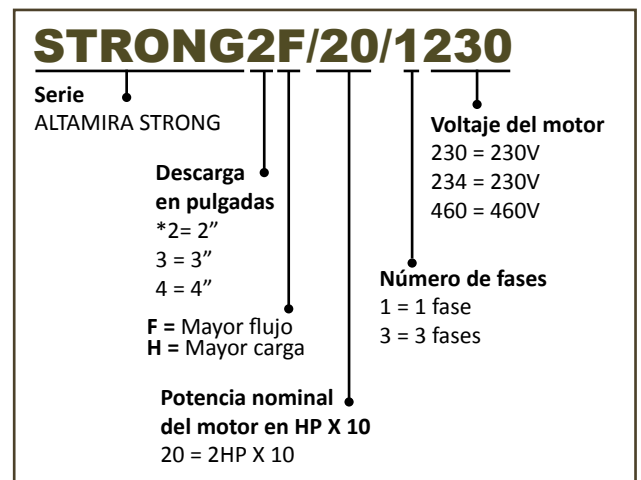 STRONG2F/20/1230
Serie
ALTAMIRA STRONG
Voltaje del motor
230 = 230V
234 = 230V
460 = 460V
Descarga
en pulgadas
*2= 2”
3 = 3”
4 = 4”
Número de fases
1 = 1 fase
3 = 3 fases
F = Mayor flujo
H = Mayor carga
Potencia nominal
del motor en HP X 10
20 = 2HP X 10